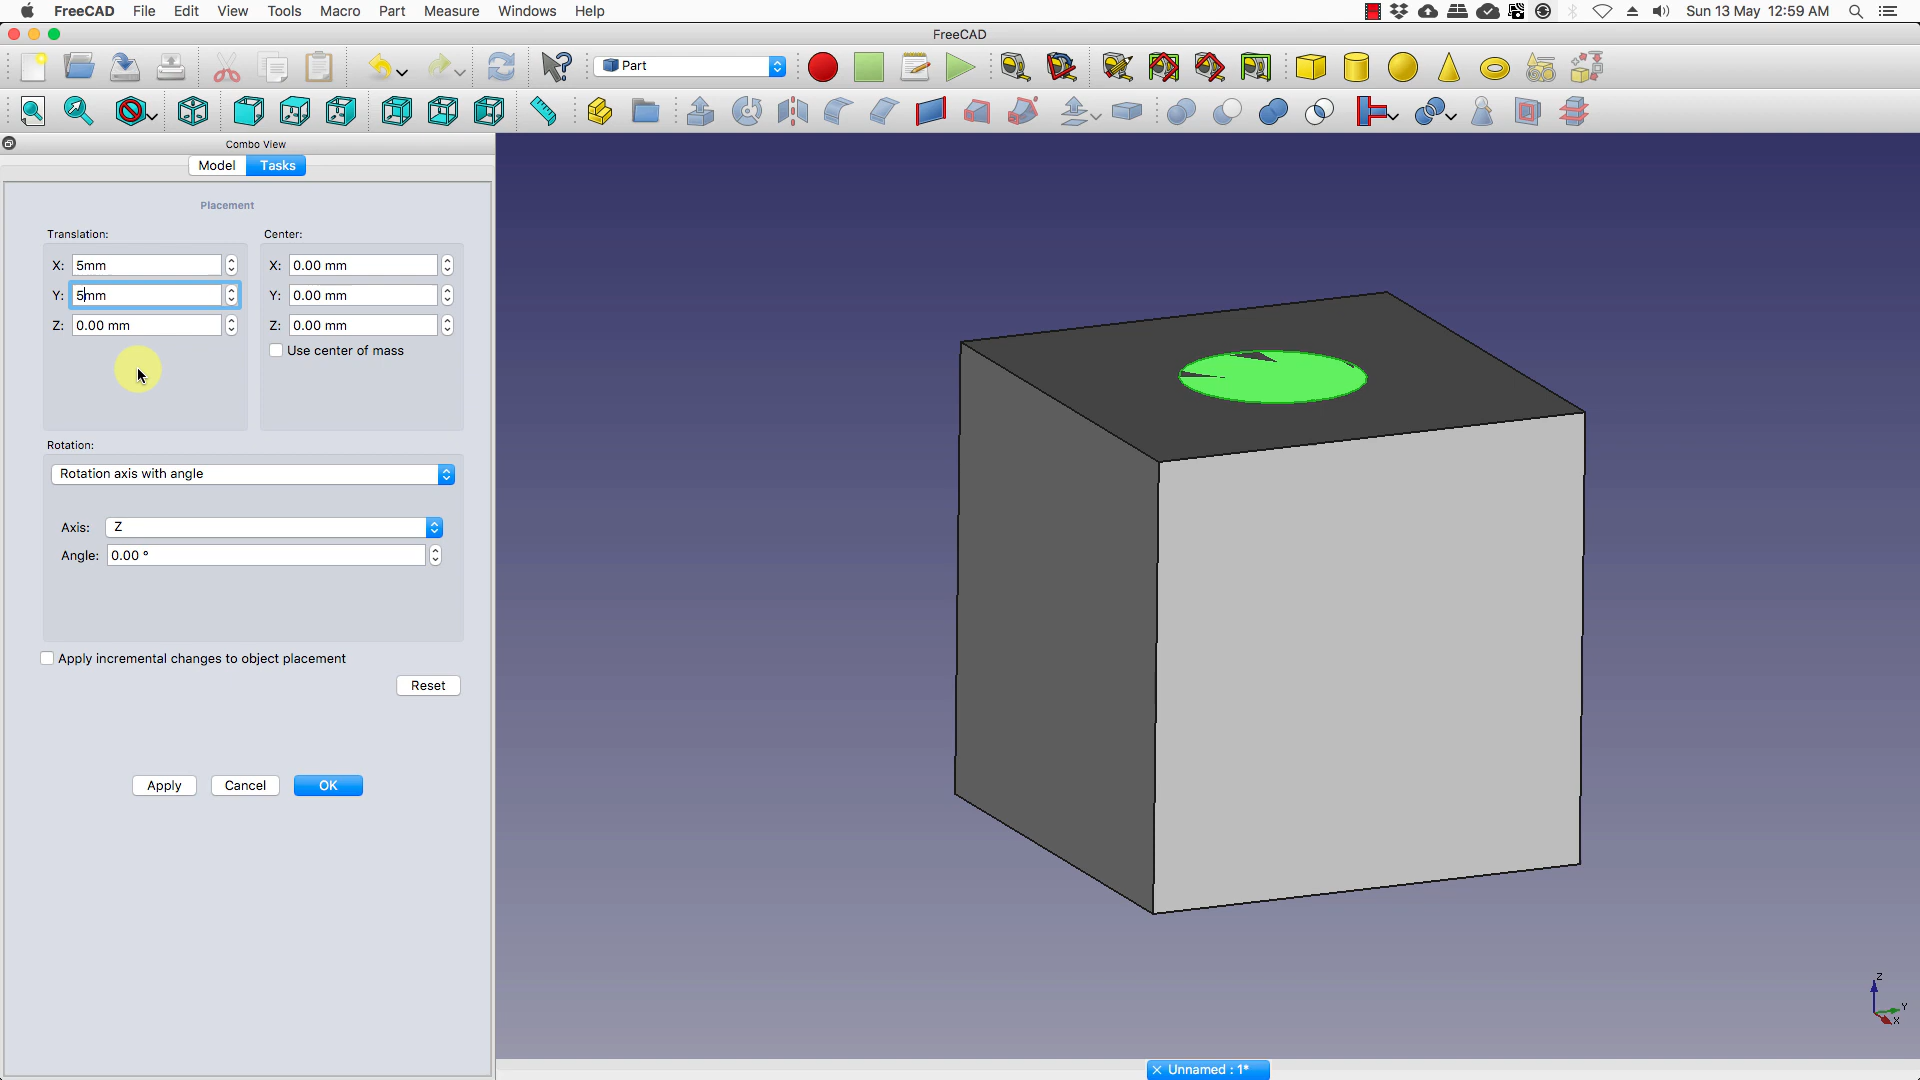 FreeCAD File Edit View Tools Macro Part Measure Windows Help Sun 13 May 12:59 AM
FreeCAD
Part
Combo View
Model Tasks
Placement
Translation: Center:
X: 5mm X: 0.00 mm
Y: 5mm Y: 0.00 mm
Z: 0.00 mm Z: 0.00 mm
Use center of mass
Rotation:
Rotation axis with angle
Axis: Z
Angle: 0.00 °
Apply incremental changes to object placement
Reset
Apply Cancel OK
Z
Y
X
Unnamed : 1*